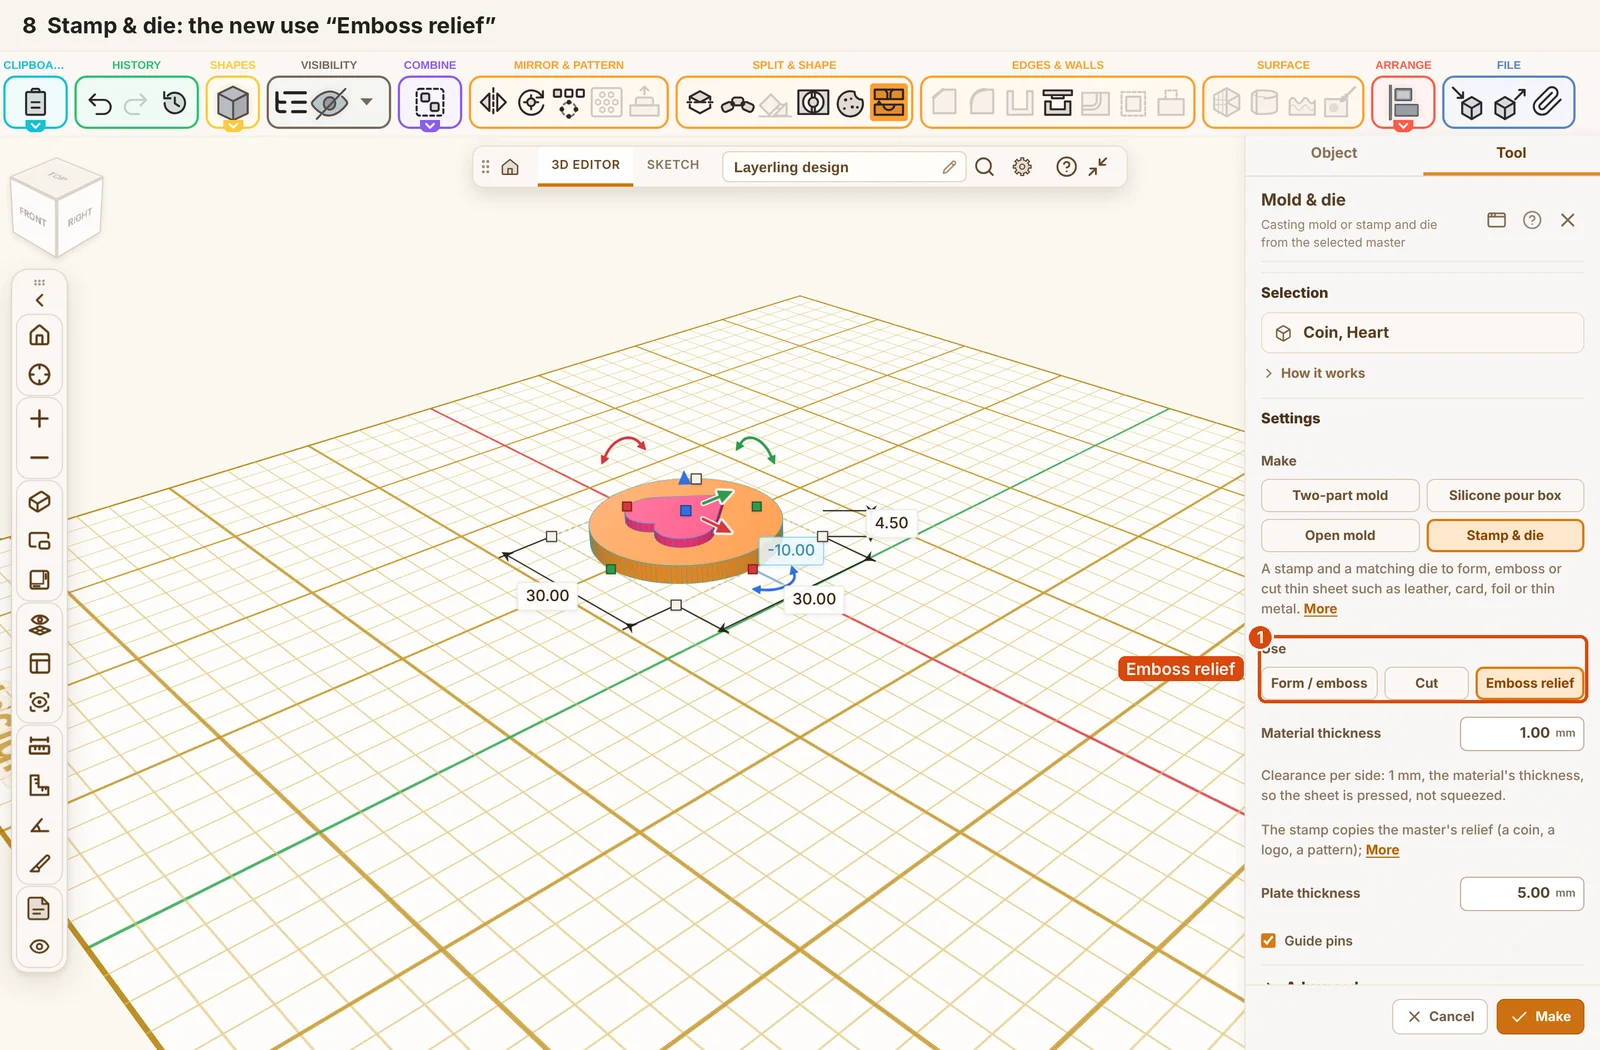 8 Stamp & die: the new use “Emboss relief”
CLIPBOA...
HISTORY
SHAPES
VISIBILITY
COMBINE
MIRROR & PATTERN
SPLIT & SHAPE
EDGES & WALLS
SURFACE
ARRANGE
FILE
TOP
FRONT
RIGHT
3D EDITOR
SKETCH
Layerling design
Object
Tool
Mold & die
Casting mold or stamp and die
from the selected master
Selection
Coin, Heart
How it works
Settings
Make
Two-part mold
Silicone pour box
Open mold
Stamp & die
A stamp and a matching die to form, emboss or
cut thin sheet such as leather, card, foil or thin
metal. More
1
Use
Form / emboss
Cut
Emboss relief
Emboss relief
Material thickness
1.00 mm
Clearance per side: 1 mm, the material's thickness,
so the sheet is pressed, not squeezed.
The stamp copies the master's relief (a coin, a
logo, a pattern); More
Plate thickness
5.00 mm
Guide pins
Cancel
Make
4.50
-10.00
30.00
30.00